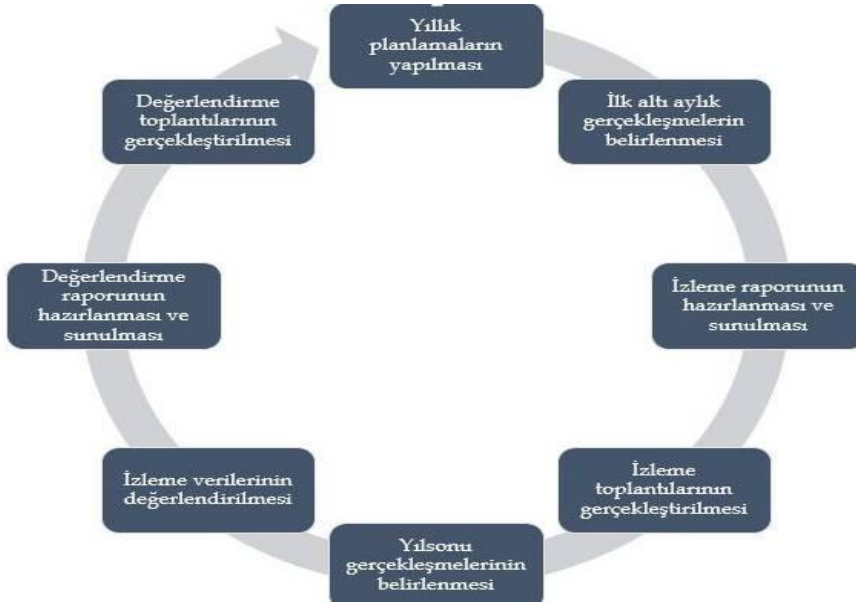 Yıllık
planlamaların
yapılması
İlk altı aylık
gerçekleşmelerin
belirlenmesi
İzleme raporunun
hazırlanması ve
sunulması
İzleme
toplantılarının
gerçekleştirilmesi
Yılsonu
gerçekleşmelerinin
belirlenmesi
İzleme verilerinin
değerlendirilmesi
Değerlendirme
raporunun
hazırlanması ve
sunulması
Değerlendirme
toplantılarının
gerçekleştirilmesi